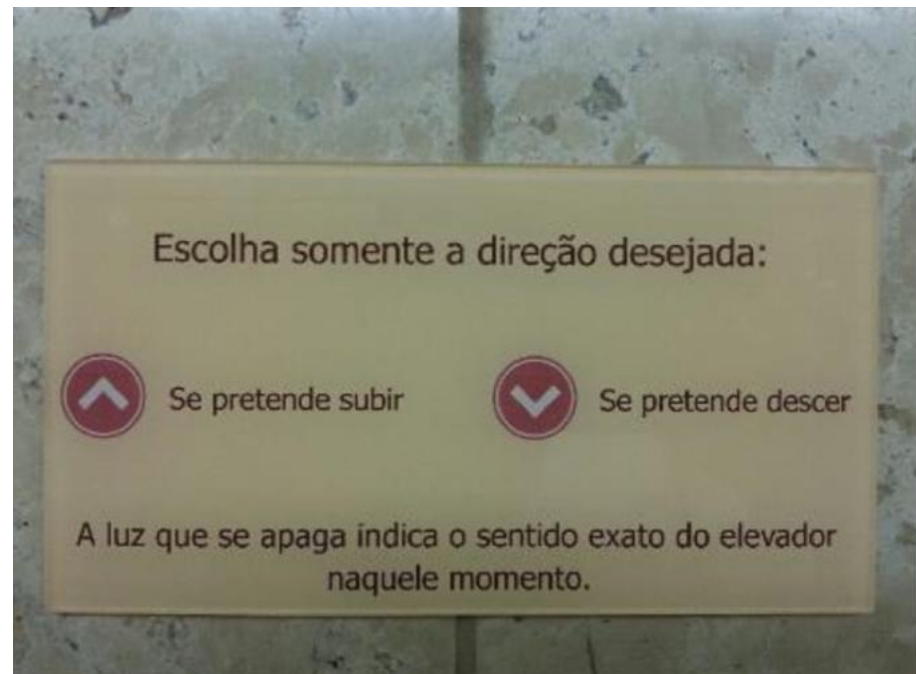 Escolha somente a direção desejada:
Se pretende subir
Se pretende descer
A luz que se apaga indica o sentido exato do elevador
naquele momento.